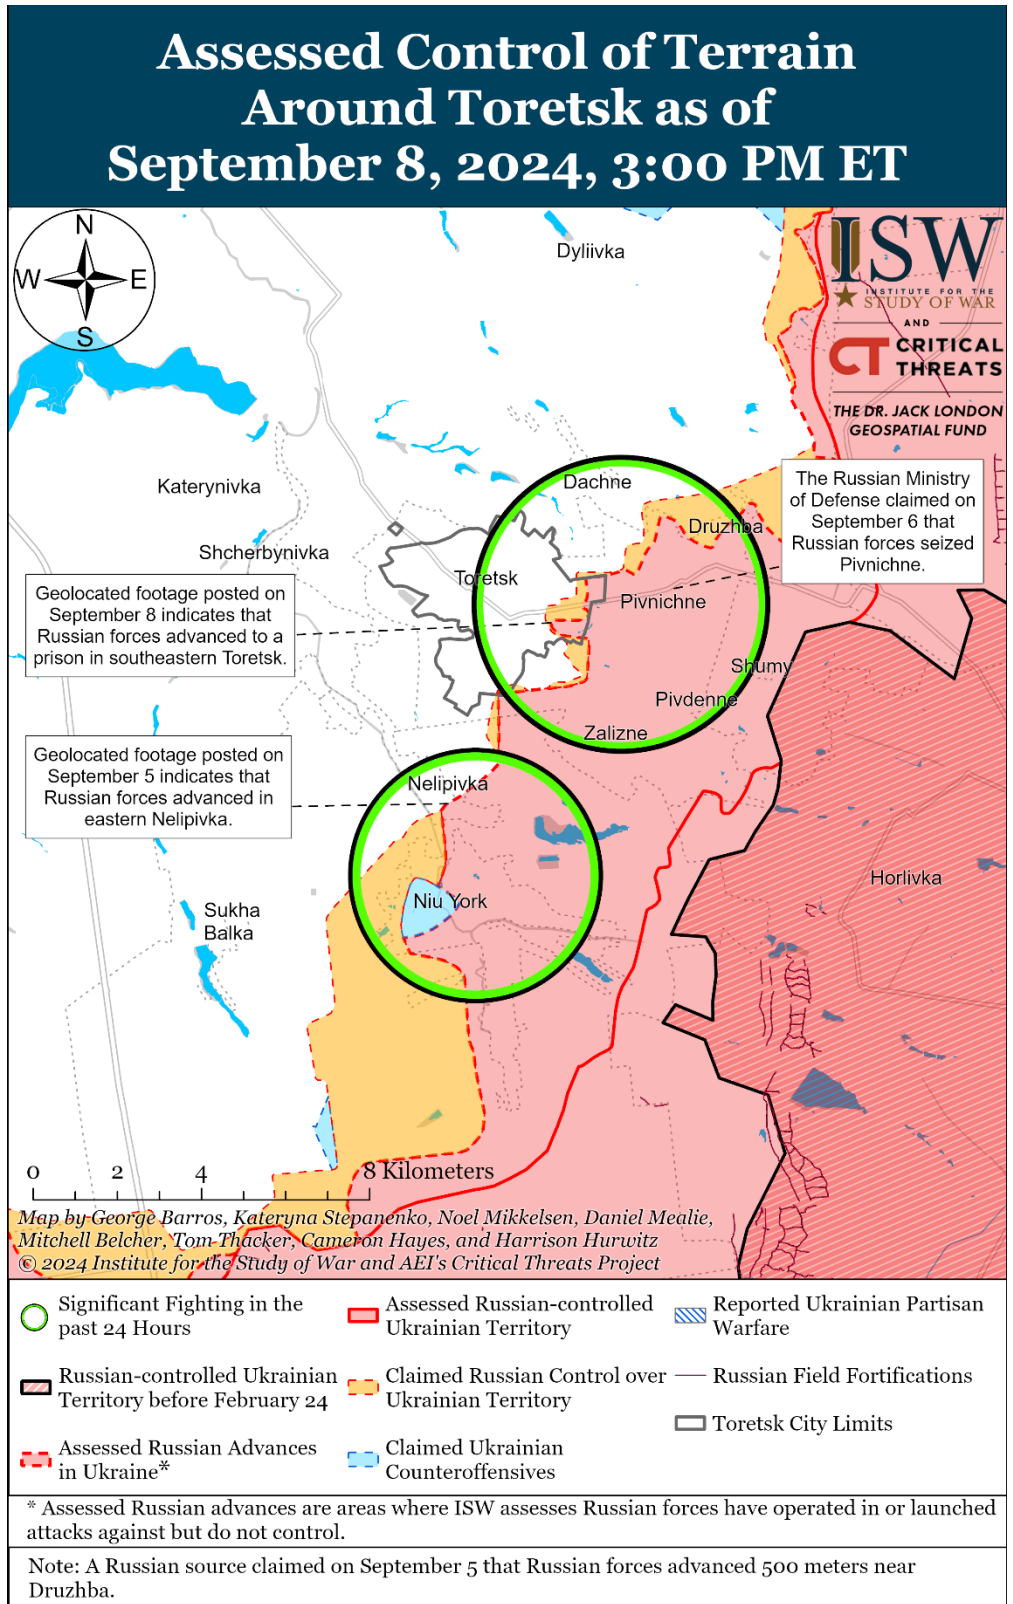 Assessed Control of Terrain
Around Toretsk as of
September 8, 2024, 3:00 PM ET
N
W
E
S
Dyliivka
ISW
INSTITUTE FOR THE
STUDY OF WAR
AND
CT CRITICAL
THREATS
THE DR. JACK LONDON
GEOSPATIAL FUND
Katerynivka
Dachne
The Russian Ministry
of Defense claimed on
September 6 that
Russian forces seized
Pivnichne.
Druzhba
Shcherbynivka
Toretsk
Geolocated footage posted on
September 8 indicates that
Russian forces advanced to a
prison in southeastern Toretsk.
Pivnichne
Shumy
Pivdenne
Zalizne
Geolocated footage posted on
September 5 indicates that
Russian forces advanced in
eastern Nelipivka.
Nelipivka
Horlivka
Niu York
Sukha
Balka
0 2 4 8 Kilometers
Map by George Barros, Kateryna Stepanenko, Noel Mikkelsen, Daniel Mealie,
Mitchell Belcher, Tom Thacker, Cameron Hayes, and Harrison Hurwitz
© 2024 Institute for the Study of War and AEI's Critical Threats Project
Significant Fighting in the
past 24 Hours
Russian-controlled Ukrainian
Territory before February 24
Assessed Russian Advances
in Ukraine*
Assessed Russian-controlled
Ukrainian Territory
Claimed Russian Control over
Ukrainian Territory
Claimed Ukrainian
Counteroffensives
Reported Ukrainian Partisan
Warfare
Russian Field Fortifications
Toretsk City Limits
* Assessed Russian advances are areas where ISW assesses Russian forces have operated in or launched
attacks against but do not control.
Note: A Russian source claimed on September 5 that Russian forces advanced 500 meters near
Druzhba.